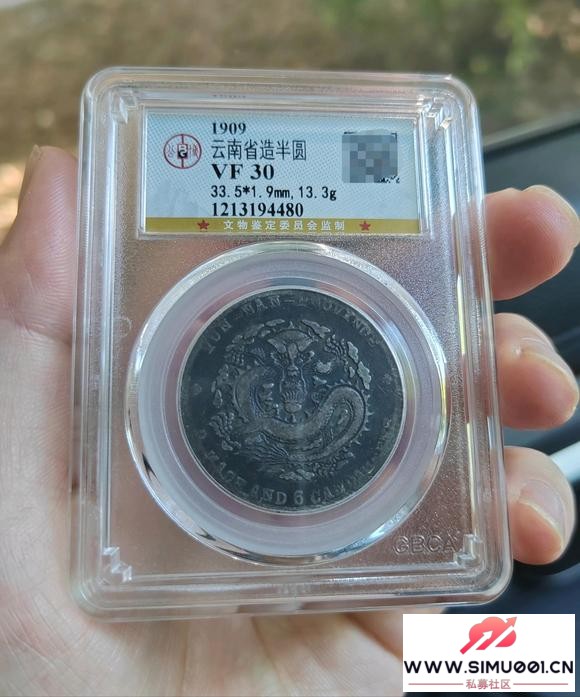 1909
云南省造半圆
VF 30
33.5*1.9mm,13.3g
1213194480
文物鉴定委员会监制
YUN-NAN-PROVINCE
3 MACE AND 6 CANDAREENS
GBCA
WWW.SIMU001.CN
私募社区